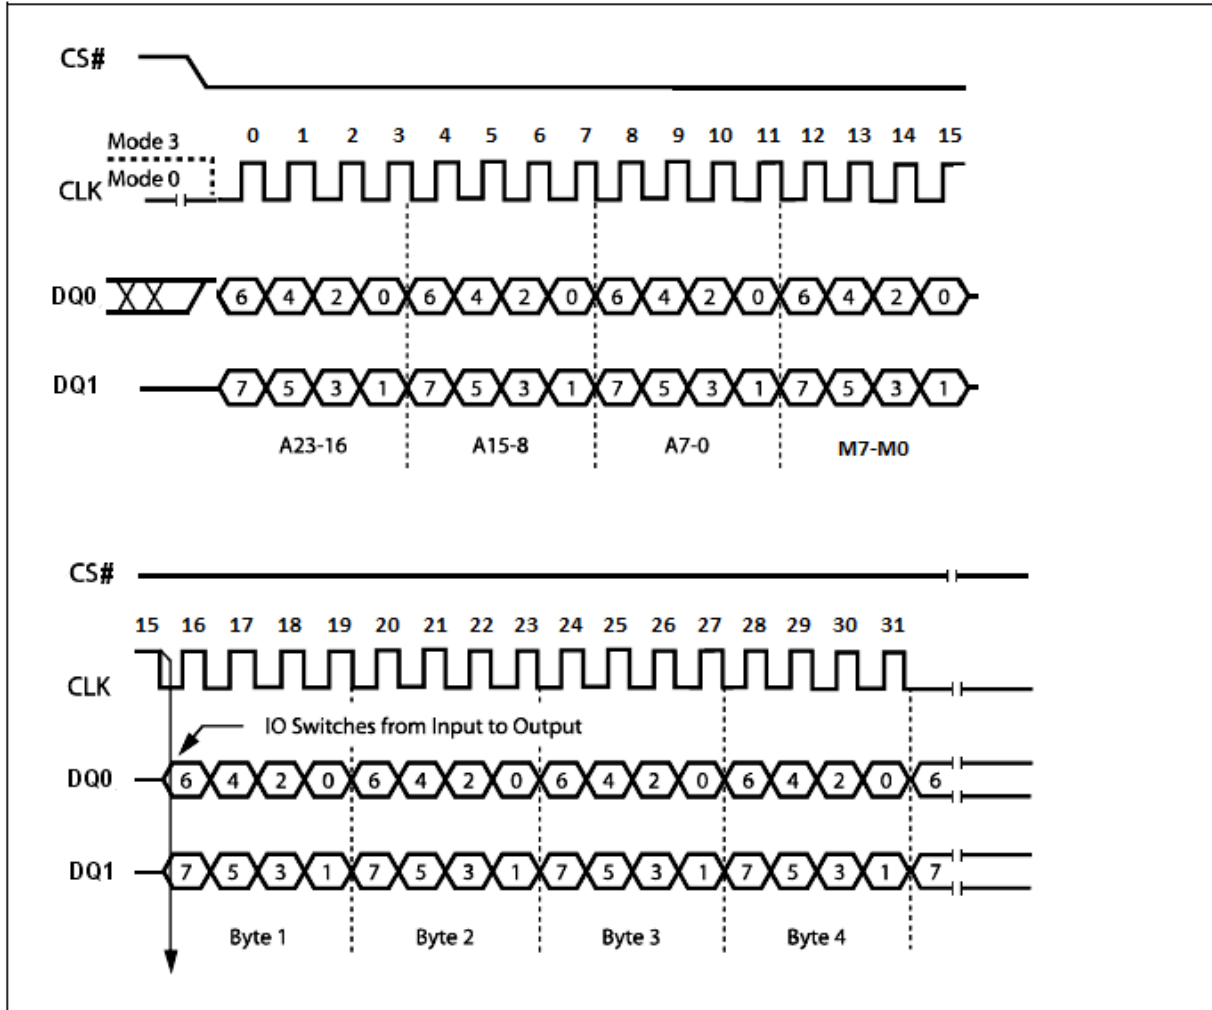 CS#
0 1 2 3 4 5 6 7 8 9 10 11 12 13 14 15
Mode 3
Mode 0
CLK
DQ0 6 4 2 0 6 4 2 0 6 4 2 0 6 4 2 0
DQ1 7 5 3 1 7 5 3 1 7 5 3 1 7 5 3 1
A23-16 A15-8 A7-0 M7-M0
CS#
15 16 17 18 19 20 21 22 23 24 25 26 27 28 29 30 31
CLK
IO Switches from Input to Output
DQ0 6 4 2 0 6 4 2 0 6 4 2 0 6 4 2 0 6
DQ1 7 5 3 1 7 5 3 1 7 5 3 1 7 5 3 1 7
Byte 1 Byte 2 Byte 3 Byte 4